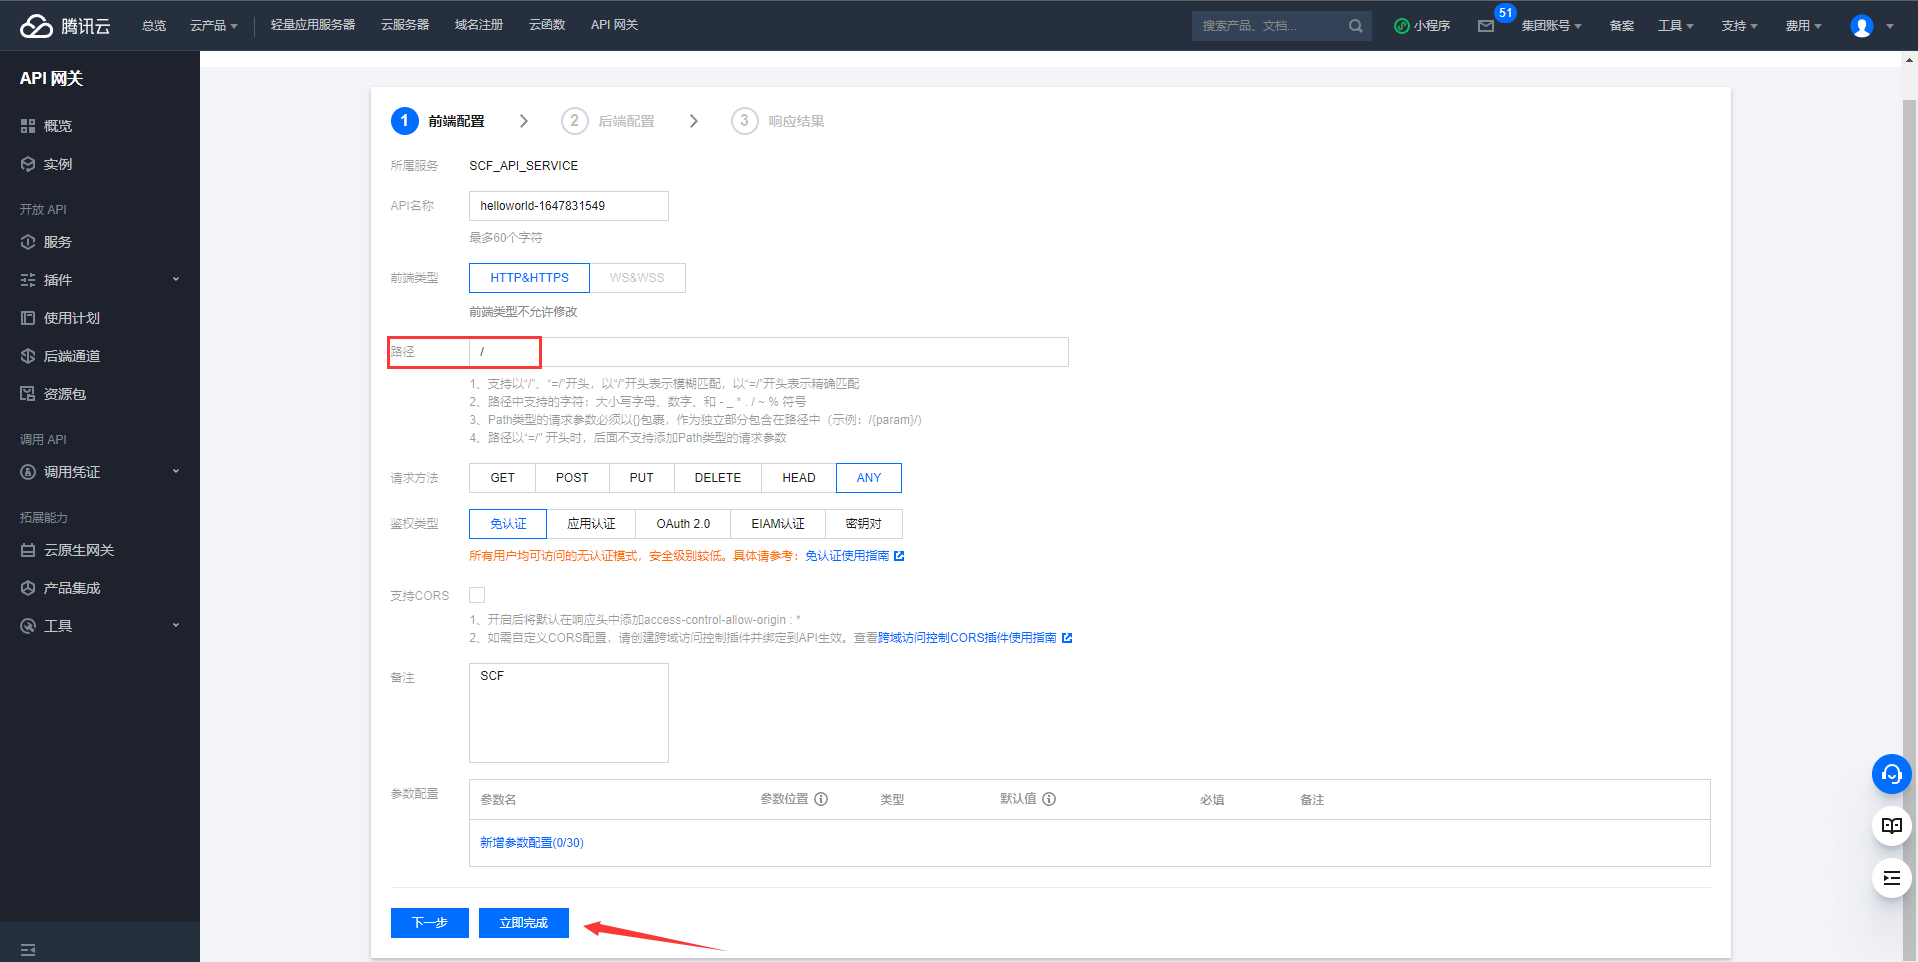 腾讯云 总览 云产品 轻量应用服务器 云服务器 域名注册 云函数 API 网关 搜索产品、文档... 小程序 51 集团账号 备案 工具 支持 费用
API 网关
概览
实例
开放 API
服务
插件
使用计划
后端通道
资源包
调用 API
调用凭证
拓展能力
云原生网关
产品集成
工具
1 前端配置 2 后端配置 3 响应结果
所属服务 SCF_API_SERVICE
API名称 helloworld-1647831549
最多60个字符
前端类型 HTTP&HTTPS WS&WSS
前端类型不允许修改
路径 /
1、支持以“/”、“=/”开头，以“/”开头表示模糊匹配，以“=/”开头表示精确匹配
2、路径中支持的字符：大小写字母、数字、和 - _ * . / ~ % 符号
3、Path类型的请求参数必须以{}包裹，作为独立部分包含在路径中（示例：/{param}/）
4、路径以“=/” 开头时，后面不支持添加Path类型的请求参数
请求方法 GET POST PUT DELETE HEAD ANY
鉴权类型 免认证 应用认证 OAuth 2.0 EIAM认证 密钥对
所有用户均可访问的无认证模式，安全级别较低。具体请参考：免认证使用指南
支持CORS
1、开启后将默认在响应头中添加access-control-allow-origin : *
2、如需自定义CORS配置，请创建跨域访问控制插件并绑定到API生效。查看跨域访问控制CORS插件使用指南
备注 SCF
参数配置 参数名 参数位置 类型 默认值 必填 备注
新增参数配置(0/30)
下一步 立即完成